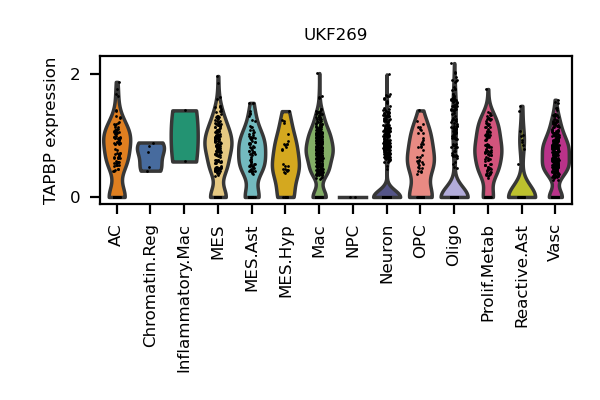 UKF269
TAPBP expression
2
0
AC
Chromatin.Reg
Inflammatory.Mac
MES
MES.Ast
MES.Hyp
Mac
NPC
Neuron
OPC
Oligo
Prolif.Metab
Reactive.Ast
Vasc